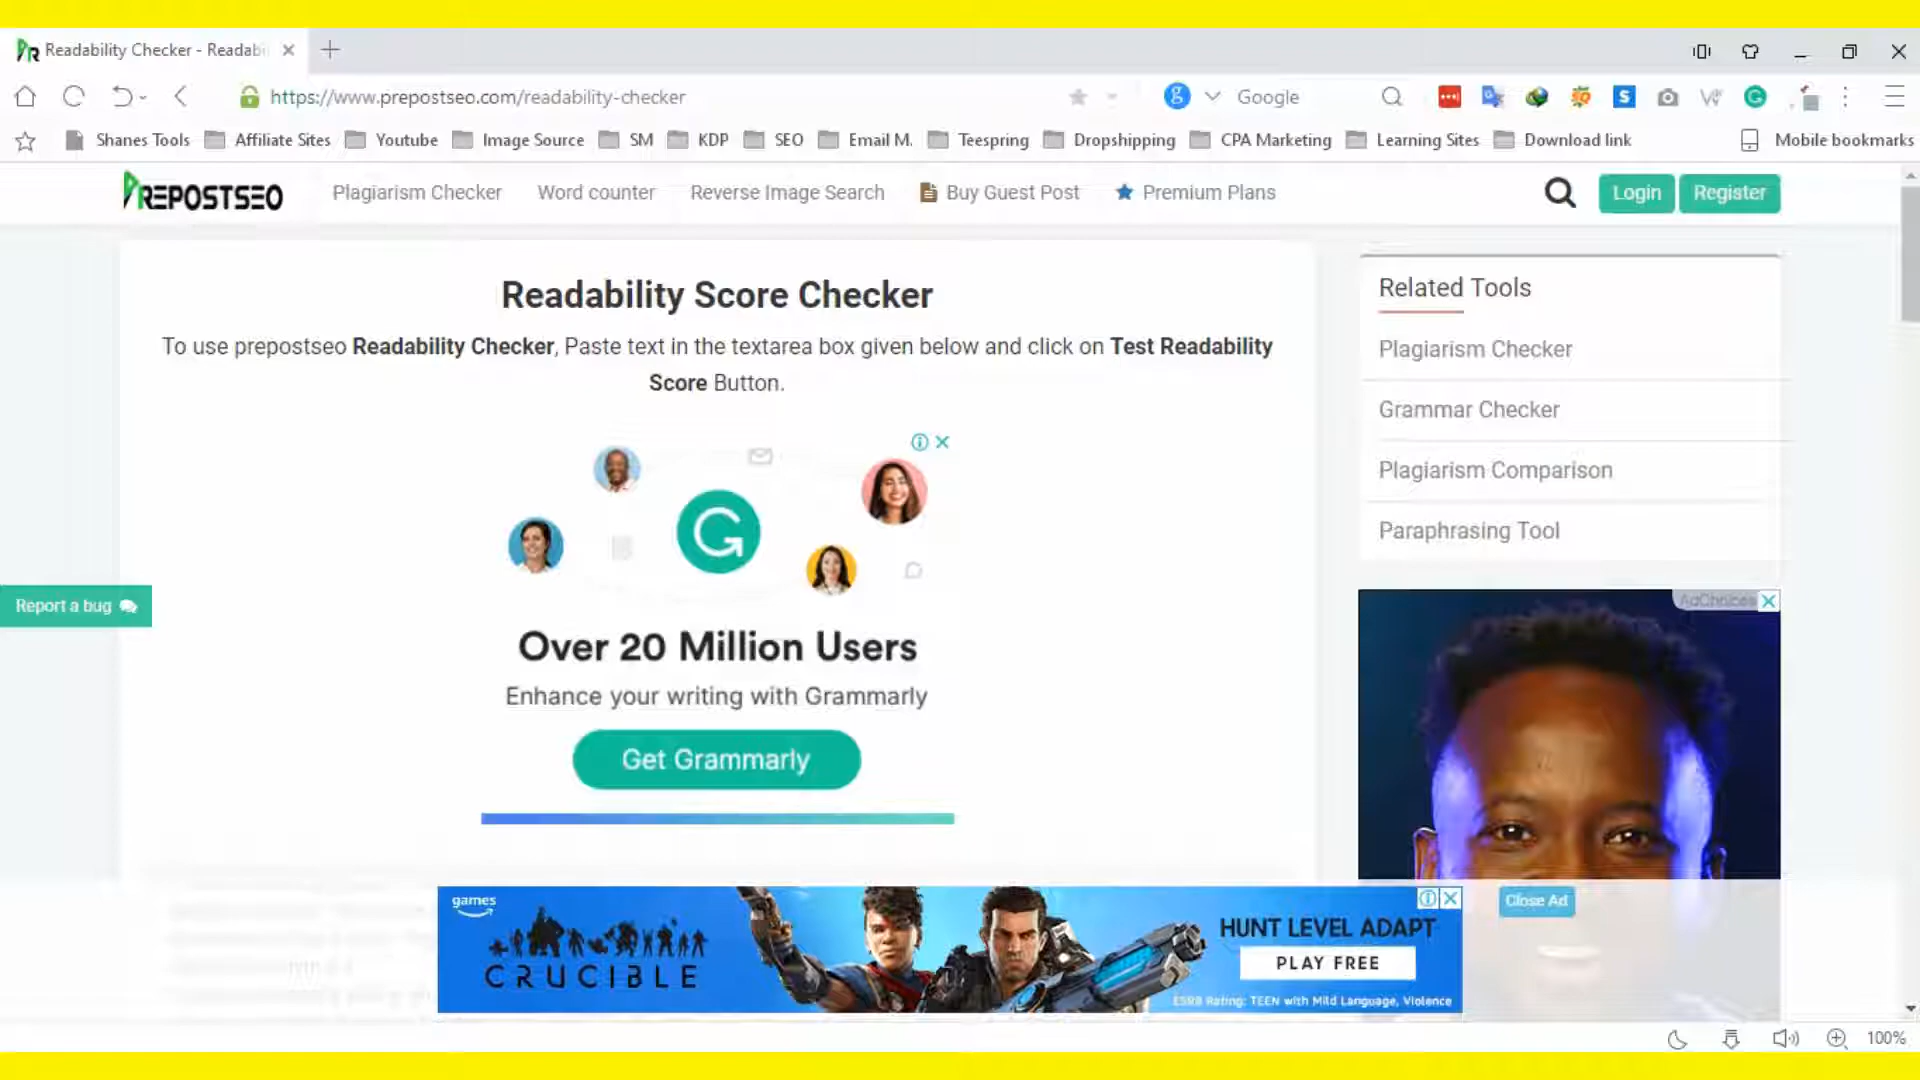 Readability Checker - Readab
https://www.prepostseo.com/readability-checker
Google
Shanes Tools
Affiliate Sites
Youtube
Image Source
SM
KDP
SEO
Email M.
Teespring
Dropshipping
CPA Marketing
Learning Sites
Download link
Mobile bookmarks
PREPOSTSEO
Plagiarism Checker
Word counter
Reverse Image Search
Buy Guest Post
Premium Plans
Login
Register
Readability Score Checker
To use prepostseo Readability Checker, Paste text in the textarea box given below and click on Test Readability
Score Button.
Related Tools
Plagiarism Checker
Grammar Checker
Plagiarism Comparison
Paraphrasing Tool
Report a bug
Over 20 Million Users
Enhance your writing with Grammarly
Get Grammarly
AdChoices
games
CRUCIBLE
HUNT LEVEL ADAPT
PLAY FREE
ESRB Rating: TEEN with Mild Language, Violence
Close Ad
100%